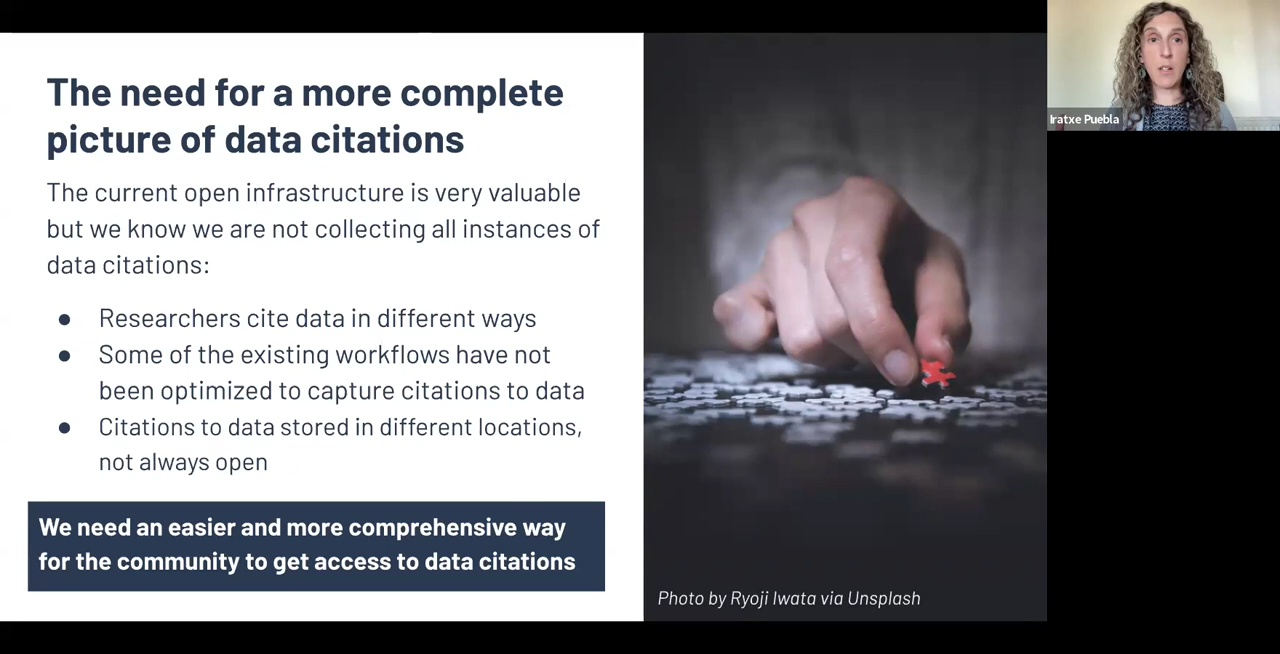 The need for a more complete
picture of data citations
The current open infrastructure is very valuable
but we know we are not collecting all instances of
data citations:
● Researchers cite data in different ways
● Some of the existing workflows have not
been optimized to capture citations to data
● Citations to data stored in different locations,
not always open
We need an easier and more comprehensive way
for the community to get access to data citations
Photo by Ryoji Iwata via Unsplash
Iratxe Puebla